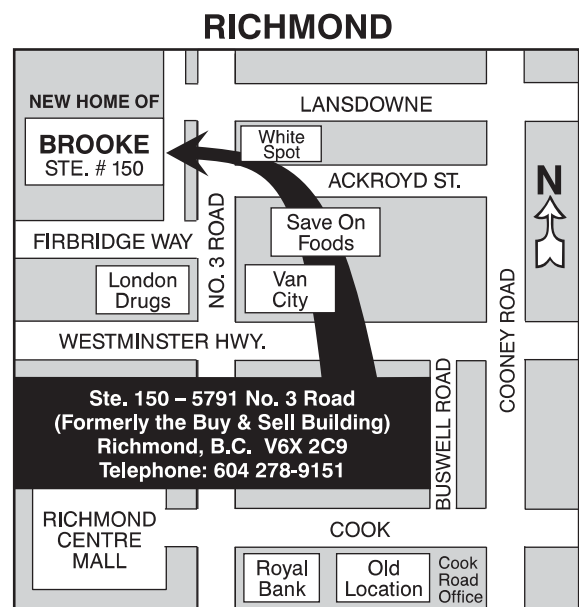 RICHMOND
LANSDOWNE
NEW HOME OF
BROOKE
STE. # 150
White
Spot
ACKROYD ST.
N
Save On
Foods
FIRBRIDGE WAY
NO. 3 ROAD
London
Drugs
Van
City
COONEY ROAD
WESTMINSTER HWY.
Ste. 150 – 5791 No. 3 Road
(Formerly the Buy & Sell Building)
Richmond, B.C. V6X 2C9
Telephone: 604 278-9151
BUSWELL ROAD
RICHMOND
CENTRE
MALL
COOK
Royal
Bank
Old
Location
Cook
Road
Office